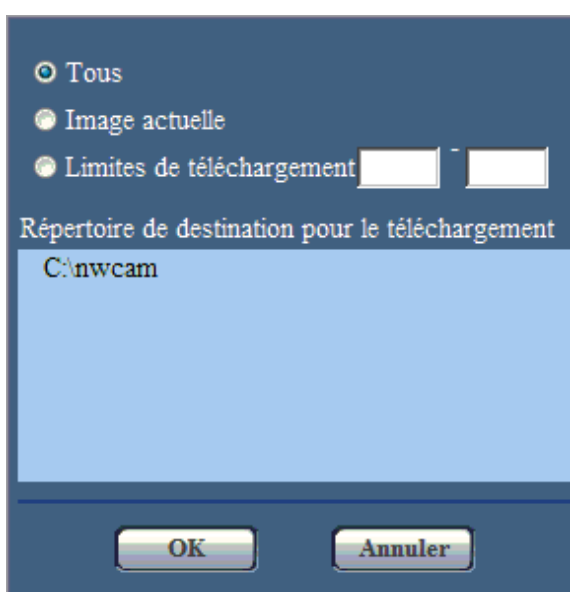 Tous
Image actuelle
Limites de téléchargement -
Répertoire de destination pour le téléchargement
C:\nwcam
OK Annuler